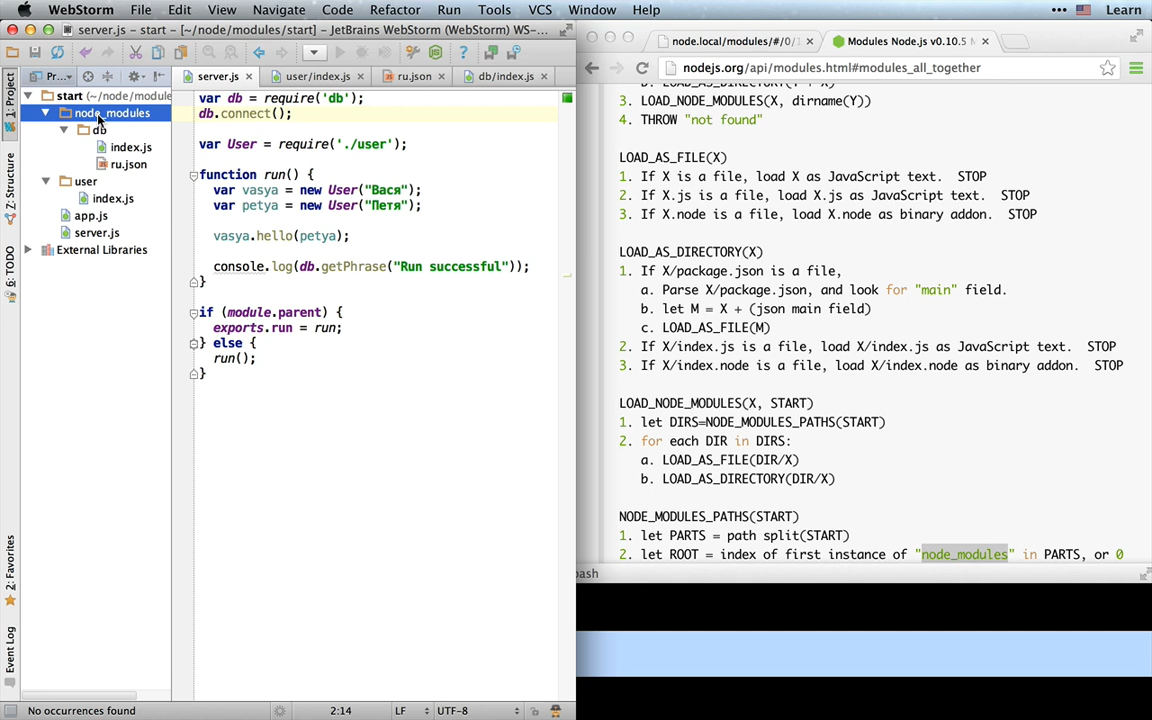 WebStorm File Edit View Navigate Code Refactor Run Tools VCS Window Help Learn
server.js - start - [~/node/modules/start] - JetBrains WebStorm (WebStorm) WS-...
Pr...
server.js
user/index.js
ru.json
db/index.js
1: Project
Z: Structure
6: TODO
2: Favorites
Event Log
start (~/node/module
node_modules
db
index.js
ru.json
user
index.js
app.js
server.js
External Libraries
var db = require('db');
db.connect();
var User = require('./user');
function run() {
var vasya = new User("Вася");
var petya = new User("Петя");
vasya.hello(petya);
console.log(db.getPhrase("Run successful"));
}
if (module.parent) {
exports.run = run;
} else {
run();
}
No occurrences found
2:14
LF
UTF-8
node.local/modules/#/0/
Modules Node.js v0.10.5
nodejs.org/api/modules.html#modules_all_together
3. LOAD_NODE_MODULES(X, dirname(Y))
4. THROW "not found"
LOAD_AS_FILE(X)
1. If X is a file, load X as JavaScript text. STOP
2. If X.js is a file, load X.js as JavaScript text. STOP
3. If X.node is a file, load X.node as binary addon. STOP
LOAD_AS_DIRECTORY(X)
1. If X/package.json is a file,
a. Parse X/package.json, and look for "main" field.
b. let M = X + (json main field)
c. LOAD_AS_FILE(M)
2. If X/index.js is a file, load X/index.js as JavaScript text. STOP
3. If X/index.node is a file, load X/index.node as binary addon. STOP
LOAD_NODE_MODULES(X, START)
1. let DIRS=NODE_MODULES_PATHS(START)
2. for each DIR in DIRS:
a. LOAD_AS_FILE(DIR/X)
b. LOAD_AS_DIRECTORY(DIR/X)
NODE_MODULES_PATHS(START)
1. let PARTS = path split(START)
2. let ROOT = index of first instance of "node_modules" in PARTS, or 0
bash